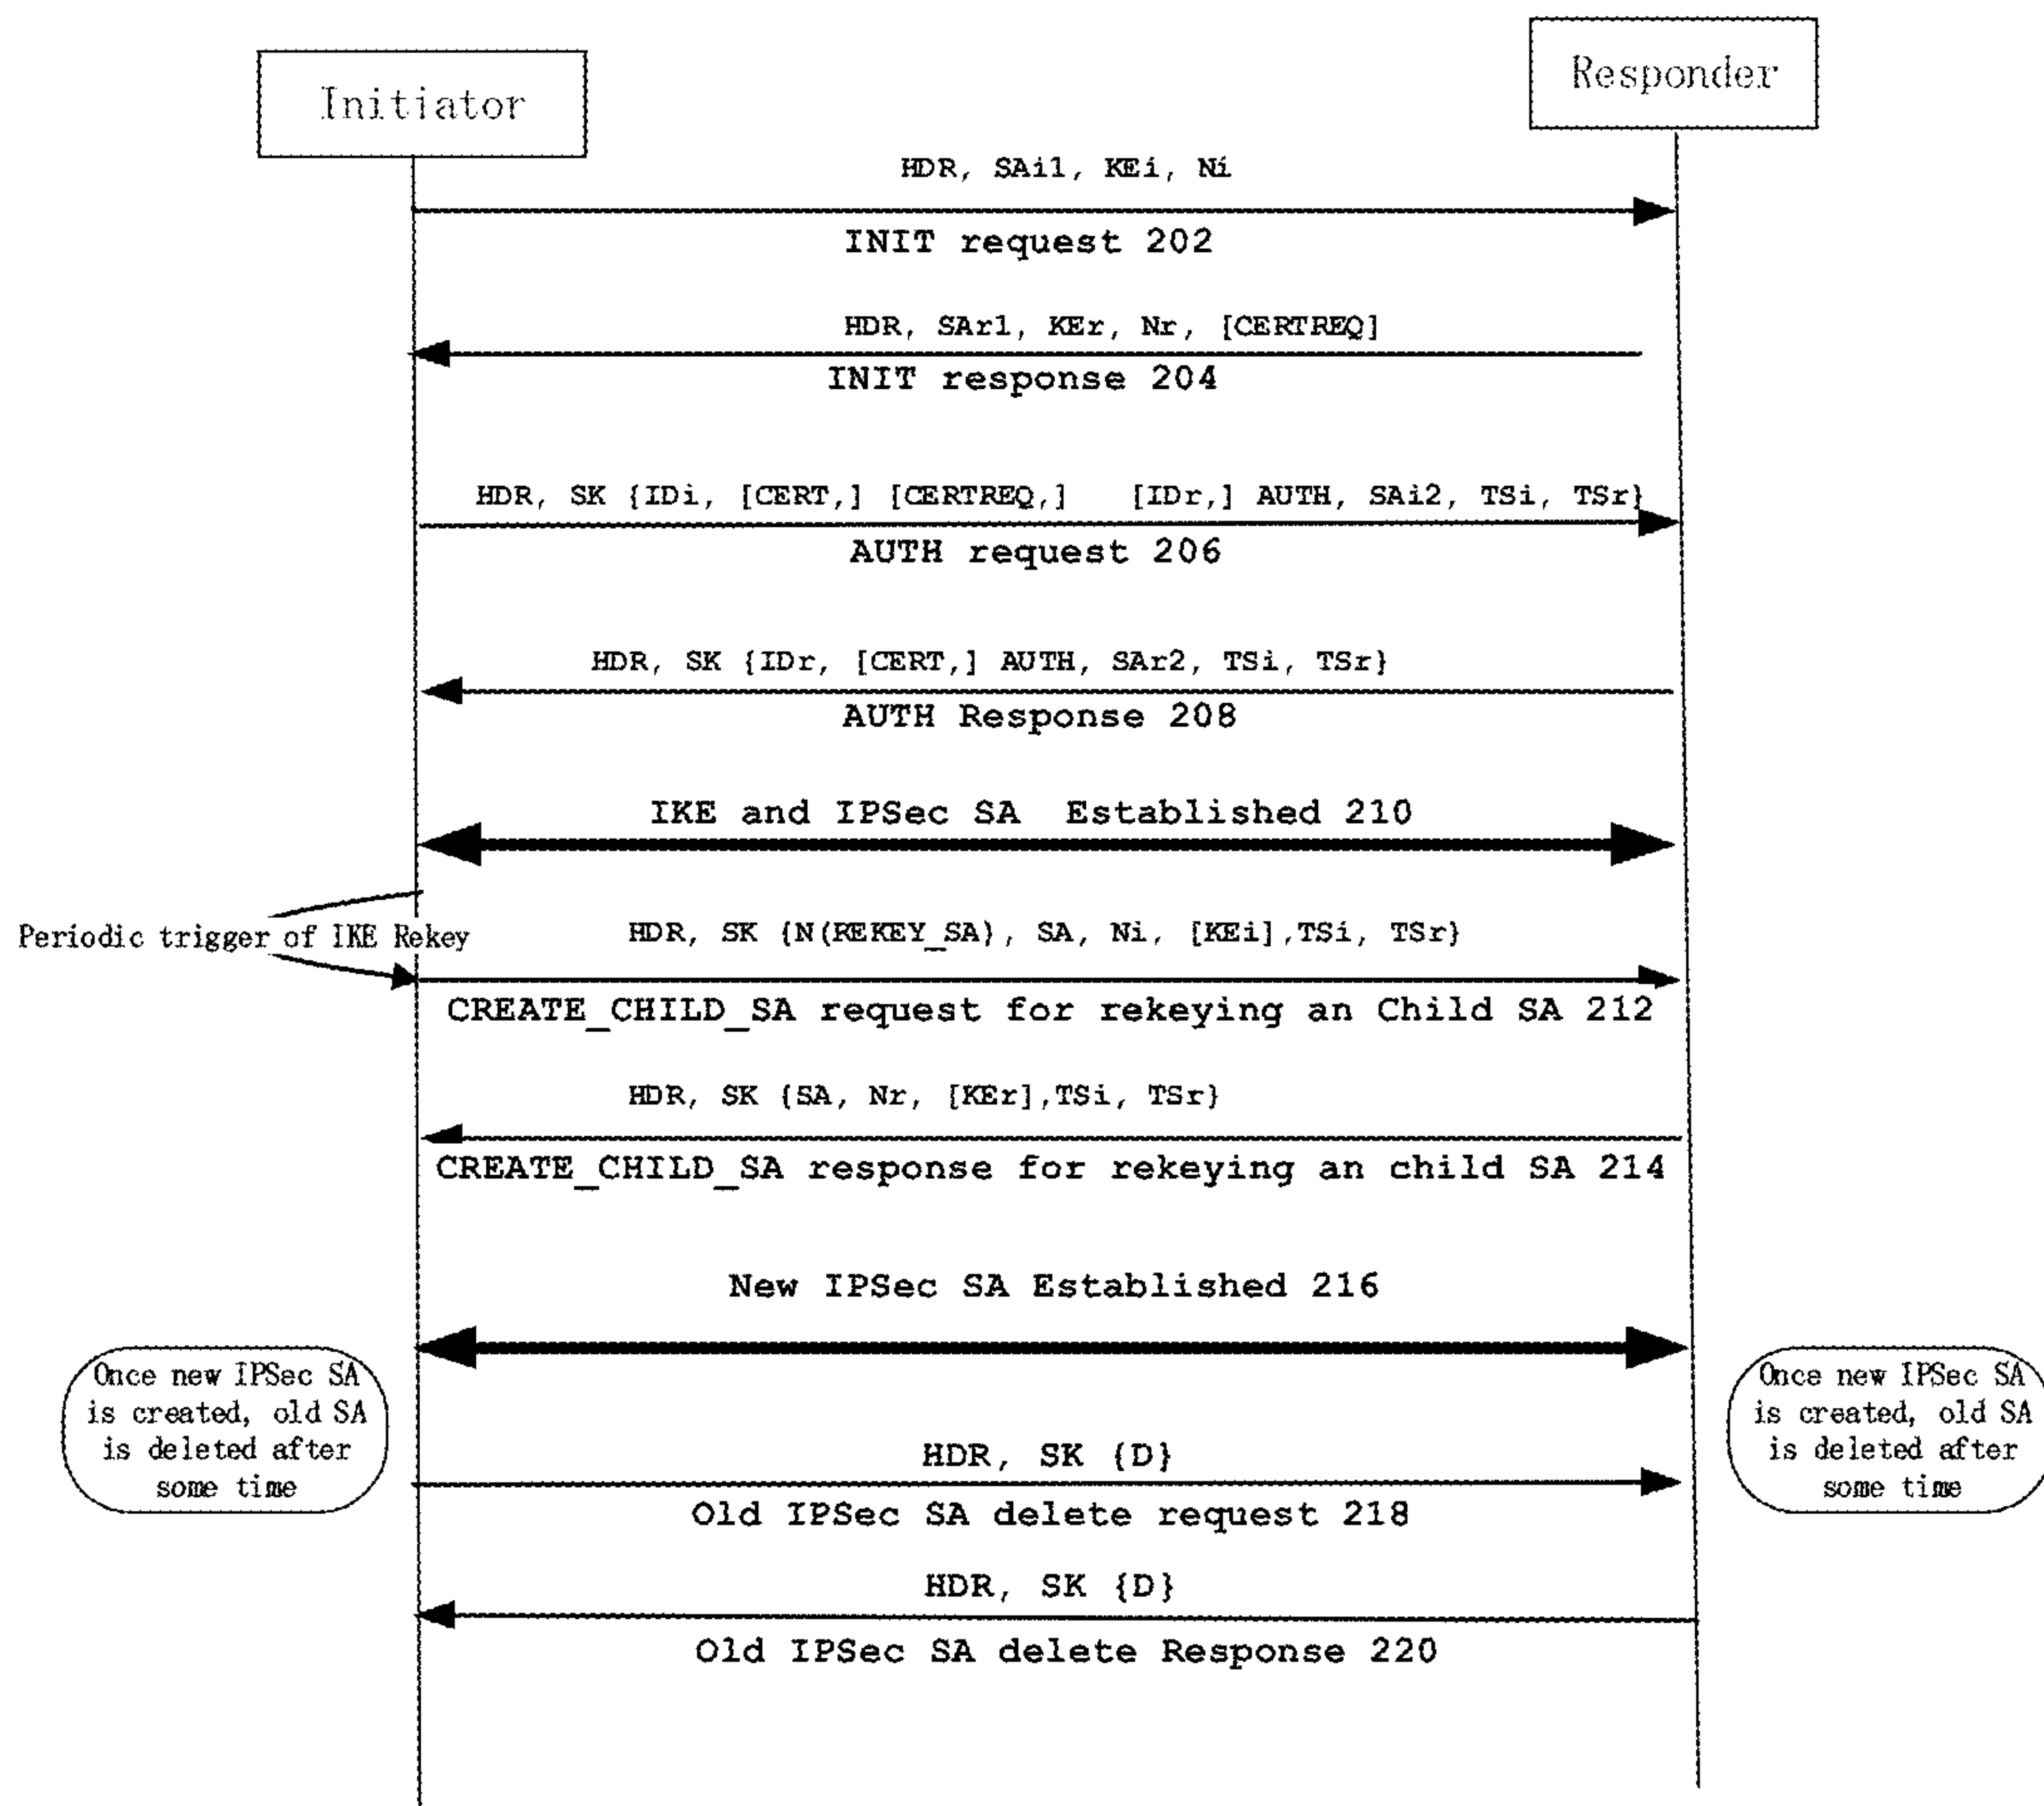 Initiator
Responder
HDR, SAi1, KEi, Ni
INIT request 202
HDR, SAr1, KEr, Nr, [CERTREQ]
INIT response 204
HDR, SK {IDi, [CERT,] [CERTREQ,] [IDr,] AUTH, SAi2, TSi, TSr}
AUTH request 206
HDR, SK {IDr, [CERT,] AUTH, SAr2, TSi, TSr}
AUTH Response 208
IKE and IPSec SA Established 210
Periodic trigger of IKE Rekey
HDR, SK {N(REKEY_SA), SA, Ni, [KEi],TSi, TSr}
CREATE_CHILD_SA request for rekeying an Child SA 212
HDR, SK {SA, Nr, [KEr],TSi, TSr}
CREATE_CHILD_SA response for rekeying an child SA 214
New IPSec SA Established 216
Once new IPSec SA
is created, old SA
is deleted after
some time
Once new IPSec SA
is created, old SA
is deleted after
some time
HDR, SK {D}
Old IPSec SA delete request 218
HDR, SK {D}
Old IPSec SA delete Response 220